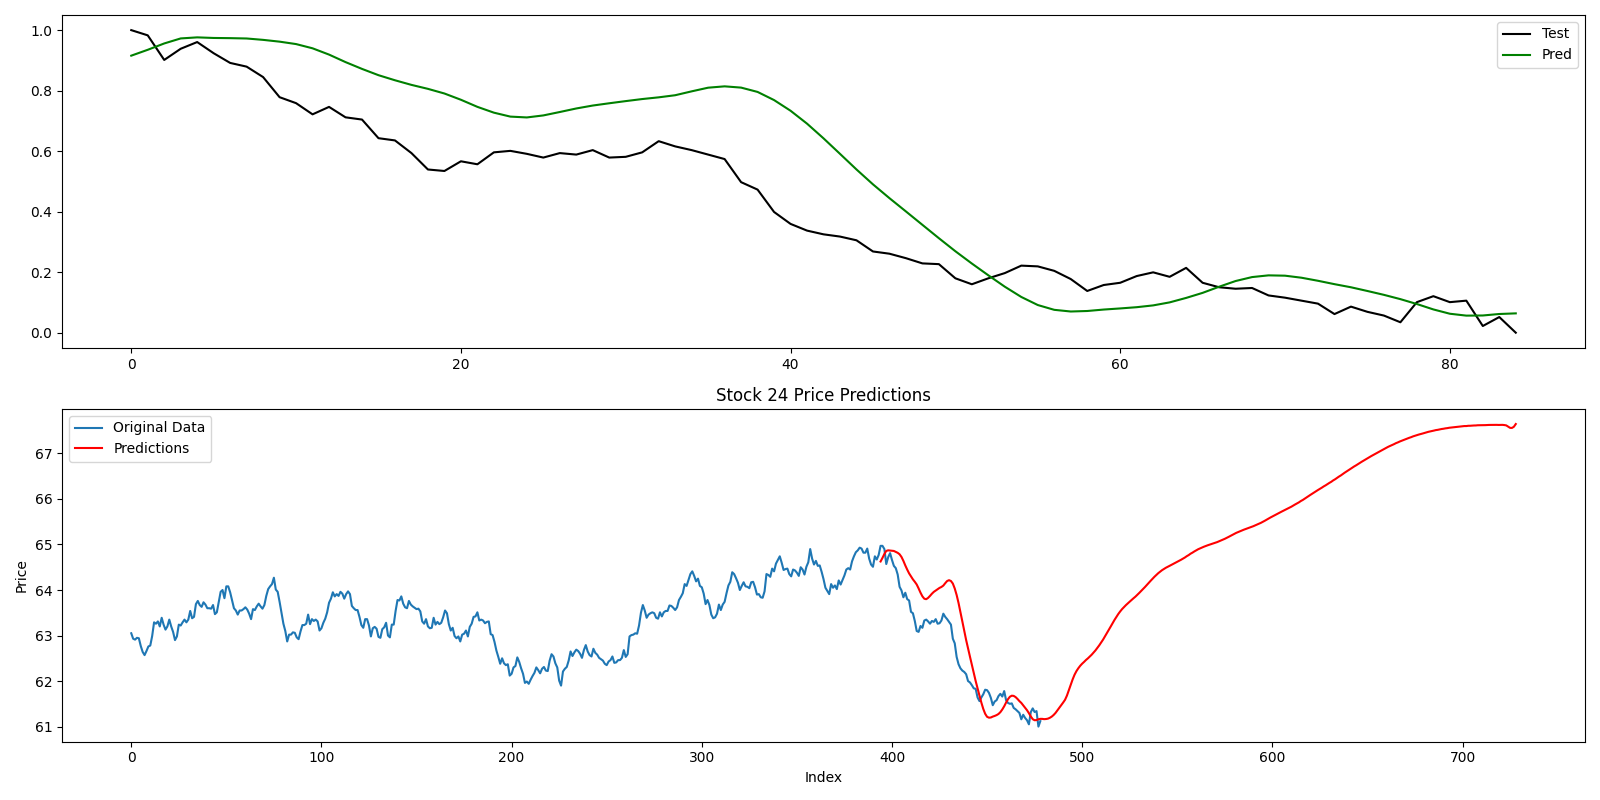 1.0
0.8
0.6
0.4
0.2
0.0
Test
Pred
0 20 40 60 80
Stock 24 Price Predictions
Original Data
Predictions
Price
67
66
65
64
63
62
61
0 100 200 300 400 500 600 700
Index